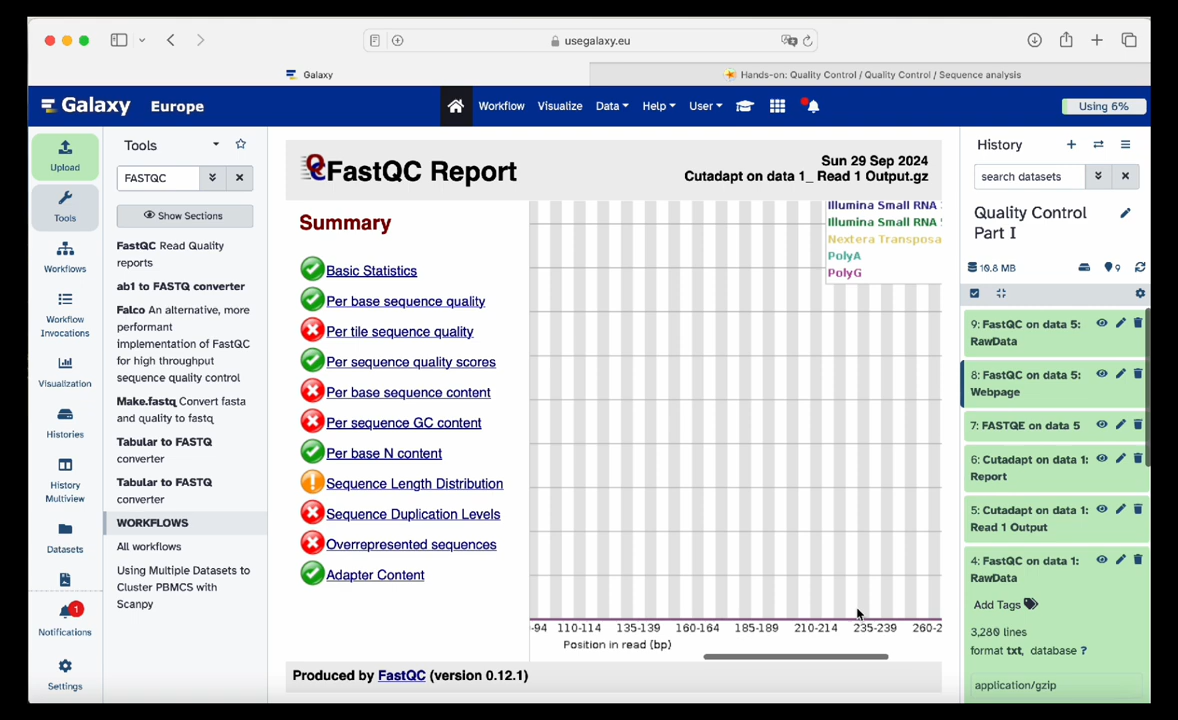 usegalaxy.eu
Galaxy
Hands-on: Quality Control / Quality Control / Sequence analysis
Galaxy Europe
Workflow Visualize Data Help User
Using 6%
Upload
Tools
Workflows
Workflow
Invocations
Visualization
Histories
History
Multiview
Datasets
1
Notifications
Settings
Tools
FASTQC
Show Sections
FastQC Read Quality
reports
ab1 to FASTQ converter
Falco An alternative, more
performant
implementation of FastQC
for high throughput
sequence quality control
Make.fastq Convert fasta
and quality to fastq
Tabular to FASTQ
converter
Tabular to FASTQ
converter
WORKFLOWS
All workflows
Using Multiple Datasets to
Cluster PBMCS with
Scanpy
FastQC Report
Sun 29 Sep 2024
Cutadapt on data 1_ Read 1 Output.gz
Summary
Basic Statistics
Per base sequence quality
Per tile sequence quality
Per sequence quality scores
Per base sequence content
Per sequence GC content
Per base N content
Sequence Length Distribution
Sequence Duplication Levels
Overrepresented sequences
Adapter Content
Illumina Small RNA
Illumina Small RNA
Nextera Transposa
PolyA
PolyG
-94 110-114 135-139 160-164 185-189 210-214 235-239 260-2
Position in read (bp)
Produced by FastQC (version 0.12.1)
History
search datasets
Quality Control
Part I
10.8 MB
9
9: FastQC on data 5:
RawData
8: FastQC on data 5:
Webpage
7: FASTQE on data 5
6: Cutadapt on data 1:
Report
5: Cutadapt on data 1:
Read 1 Output
4: FastQC on data 1:
RawData
Add Tags
3,280 lines
format txt, database ?
application/gzip